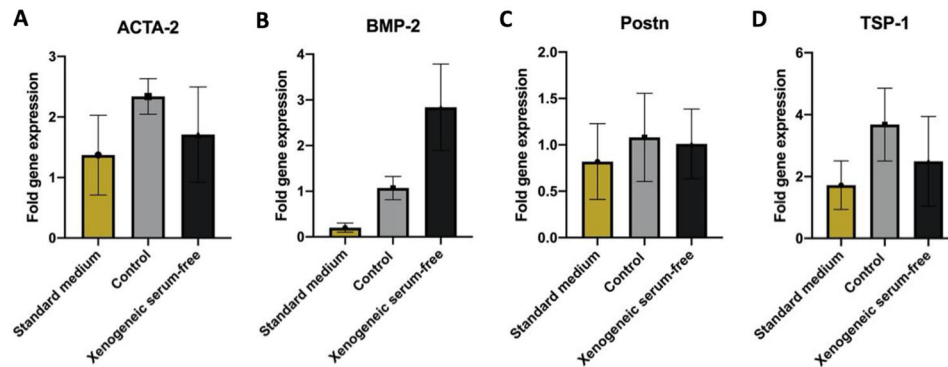 A
ACTA-2
Fold gene expression
3
2
1
0
Standard medium
Control
Xenogeneic serum-free
B
BMP-2
Fold gene expression
4
3
2
1
0
Standard medium
Control
Xenogeneic serum-free
C
Postn
Fold gene expression
2.0
1.5
1.0
0.5
0.0
Standard medium
Control
Xenogeneic serum-free
D
TSP-1
Fold gene expression
6
4
2
0
Standard medium
Control
Xenogeneic serum-free